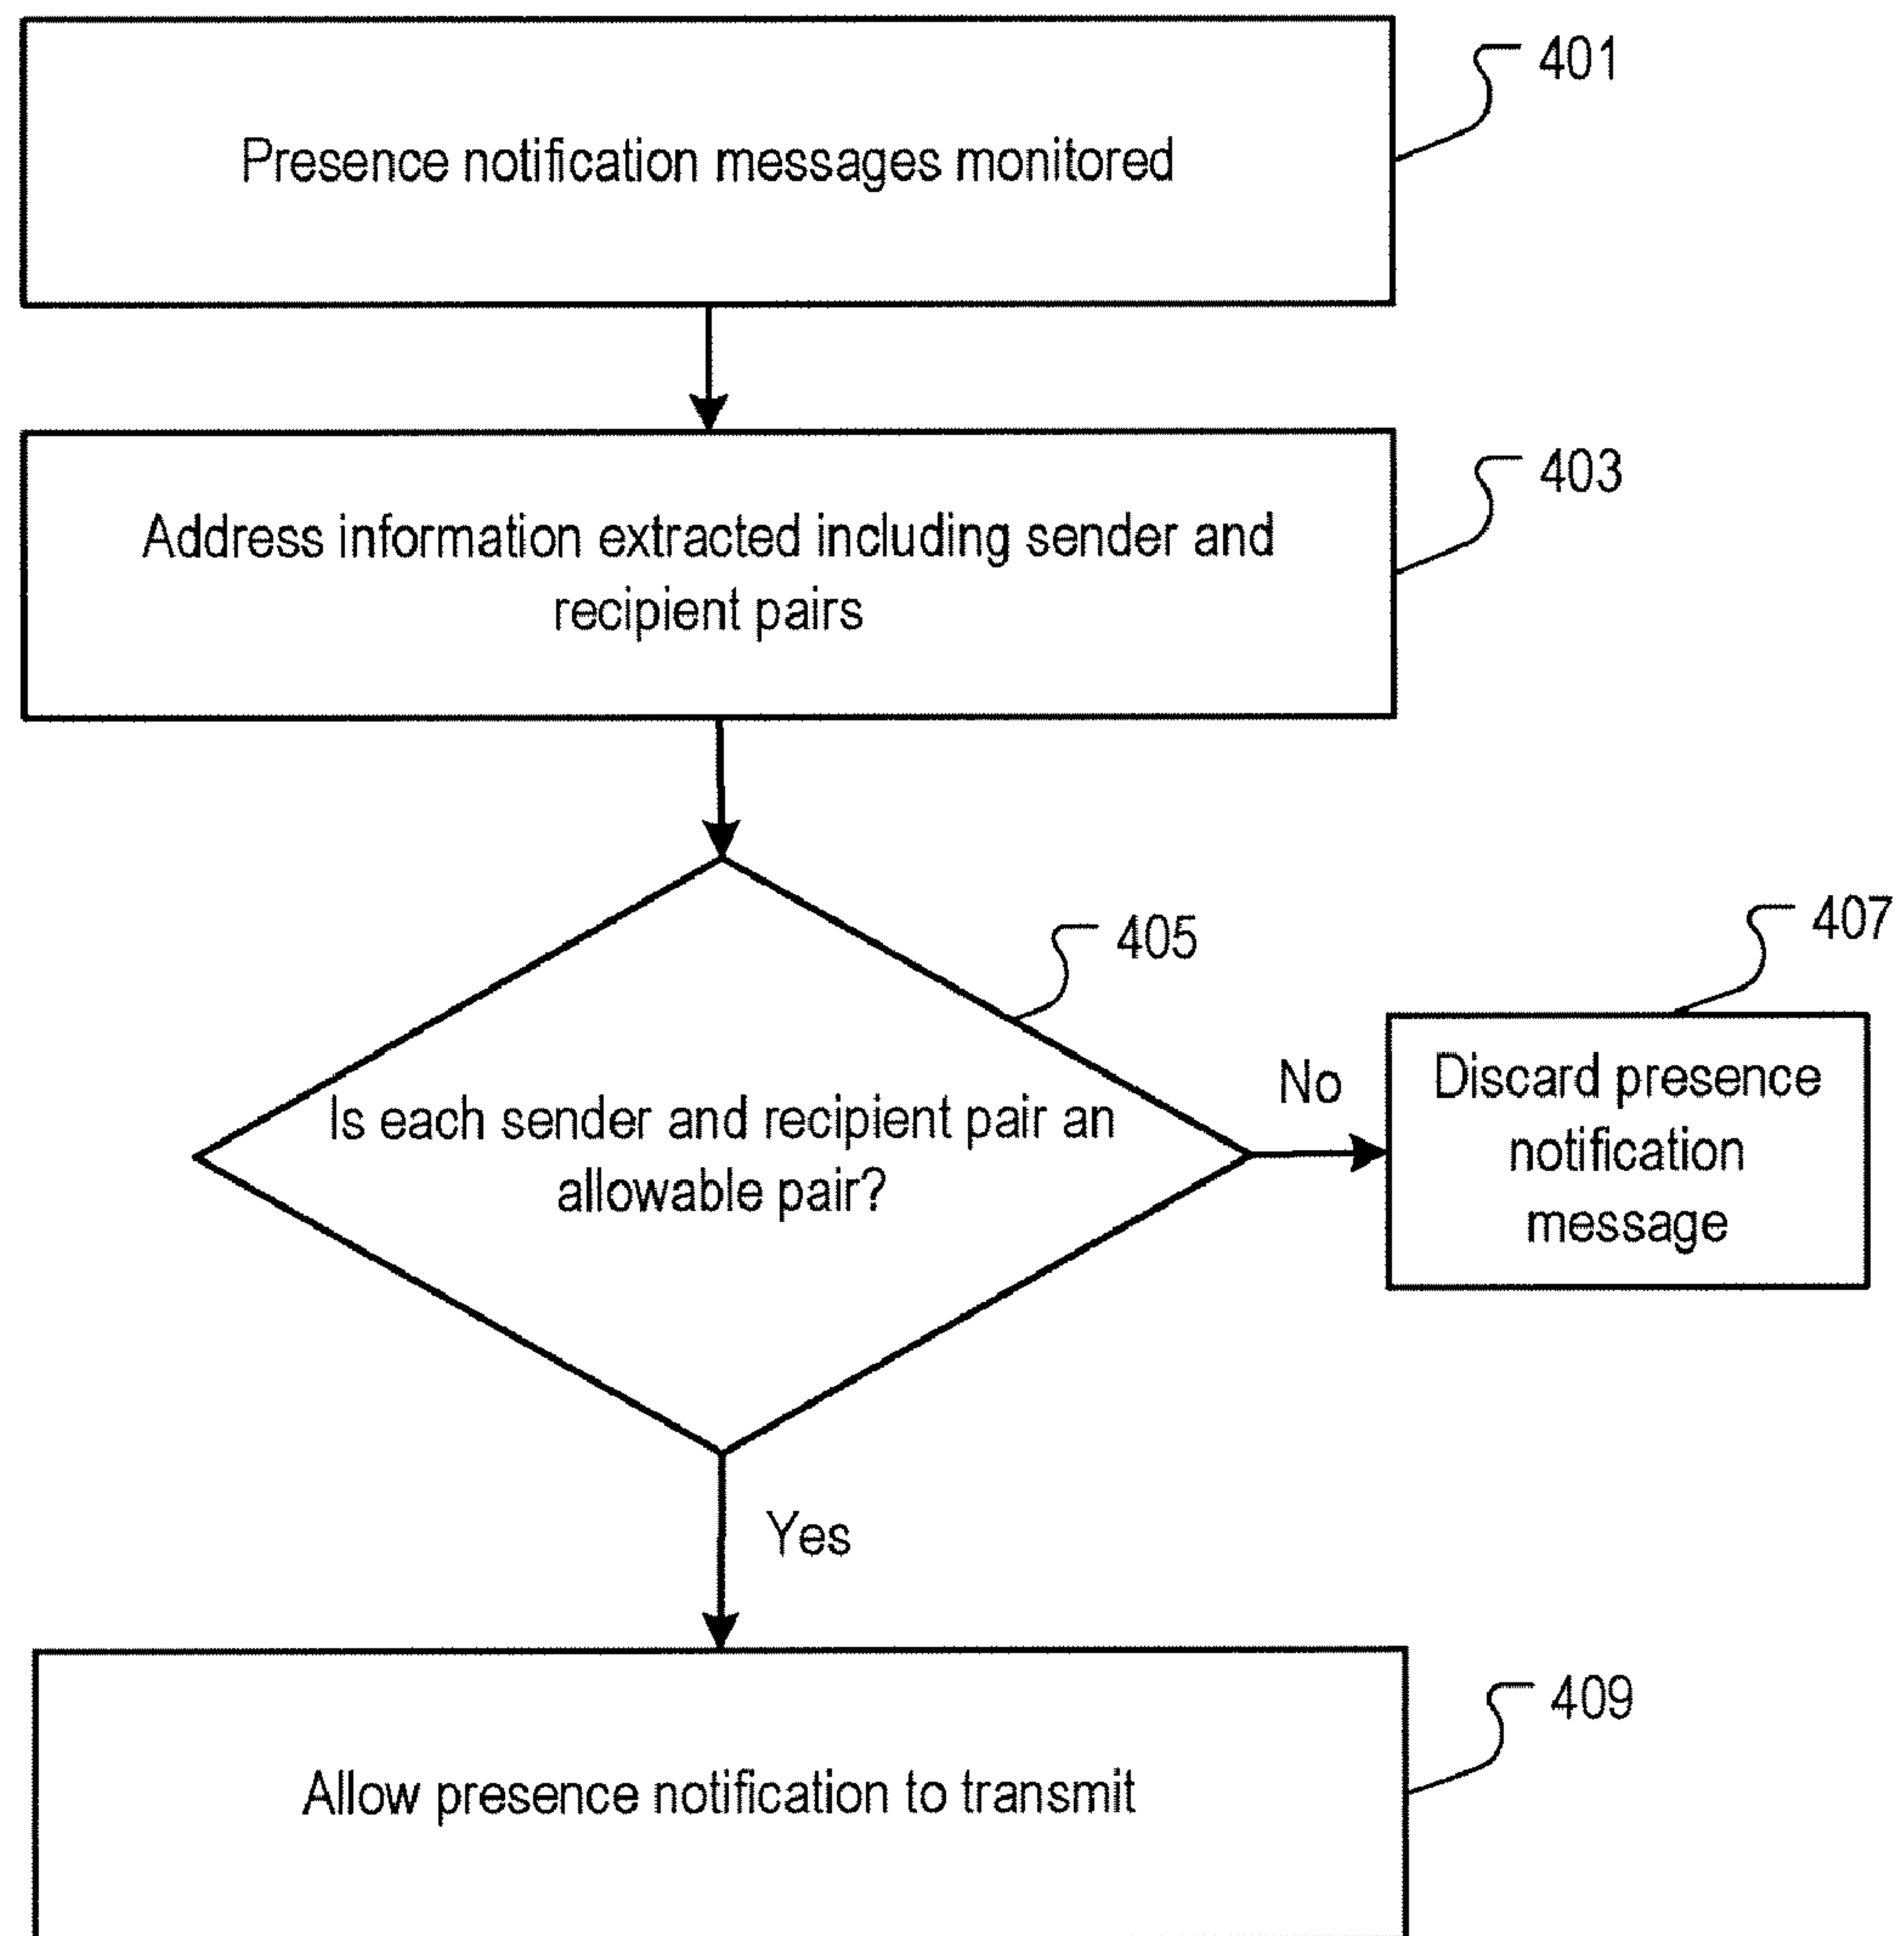 401
Presence notification messages monitored
403
Address information extracted including sender and
recipient pairs
405
407
Is each sender and recipient pair an
allowable pair?
No
Discard presence
notification
message
Yes
409
Allow presence notification to transmit